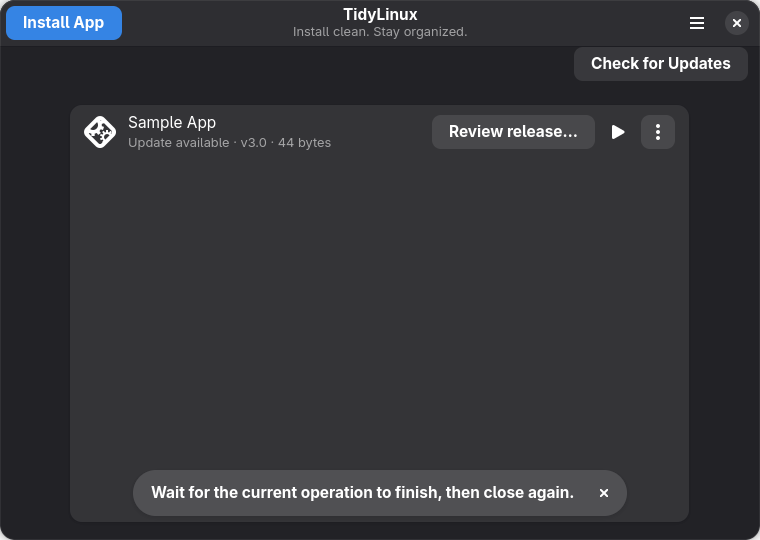 Install App
TidyLinux
Install clean. Stay organized.
Check for Updates
Sample App
Update available · v3.0 · 44 bytes
Review release...
Wait for the current operation to finish, then close again.